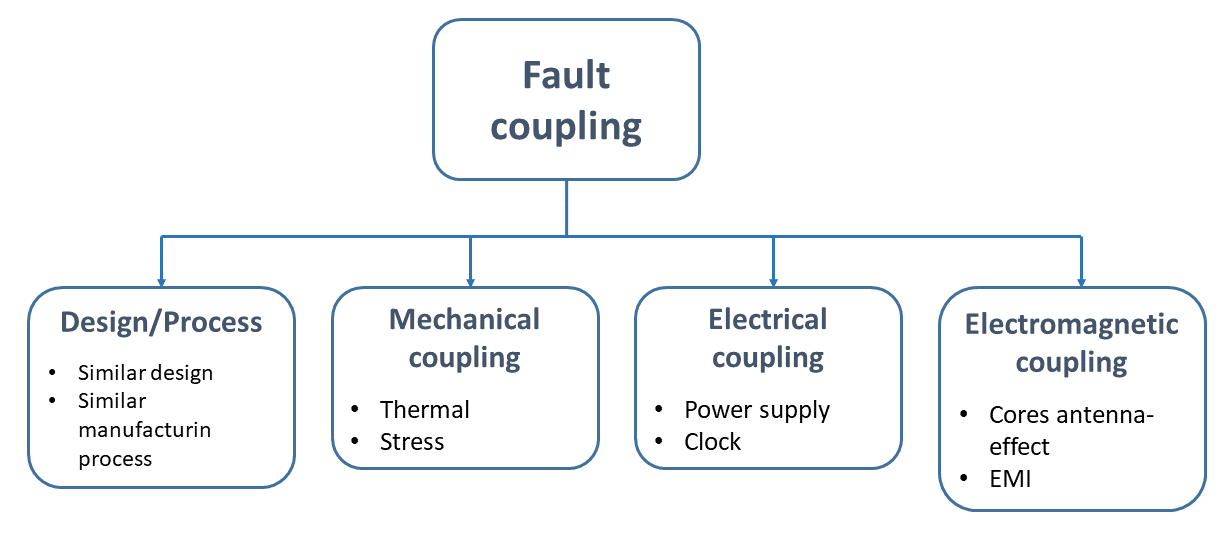 Fault
coupling
Design/Process
• Similar design
• Similar
manufacturin
process
Mechanical
coupling
• Thermal
• Stress
Electrical
coupling
• Power supply
• Clock
Electromagnetic
coupling
• Cores antenna-
effect
• EMI